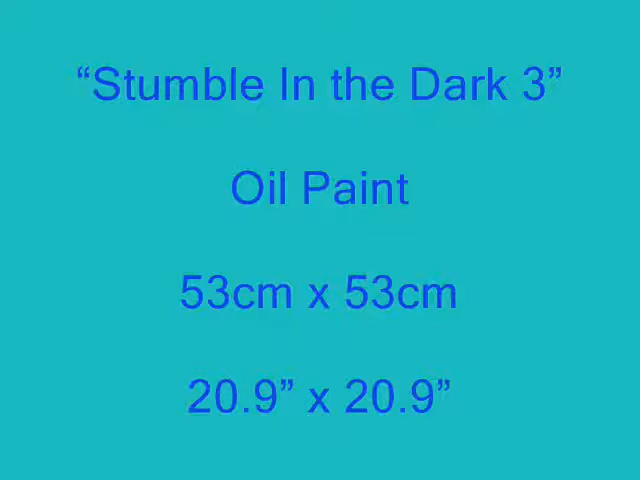 “Stumble In the Dark 3”
Oil Paint
53cm x 53cm
20.9” x 20.9”